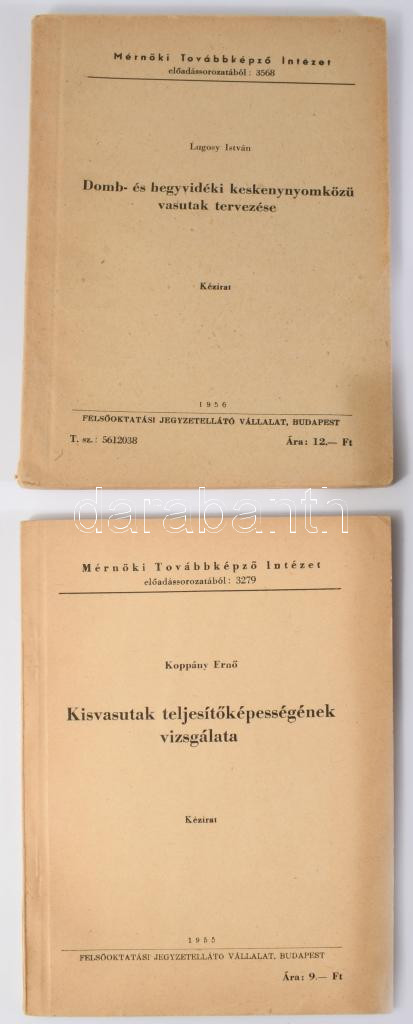 Mérnöki Továbbképző Intézet
előadássorozatából: 3568
Lugosy István
Domb- és hegyvidéki keskenynyomközü
vasutak tervezése
Kézirat
1956
FELSŐOKTATÁSI JEGYZETELLÁTÓ VÁLLALAT, BUDAPEST
T. sz.: 5612038 Ára: 12.— Ft
darabanth
Mérnöki Továbbképző Intézet
előadássorozatából: 3279
Koppány Ernő
Kisvasutak teljesítőképességének
vizsgálata
Kézirat
1955
FELSŐOKTATÁSI JEGYZETELLÁTÓ VÁLLALAT, BUDAPEST
Ára: 9.— Ft